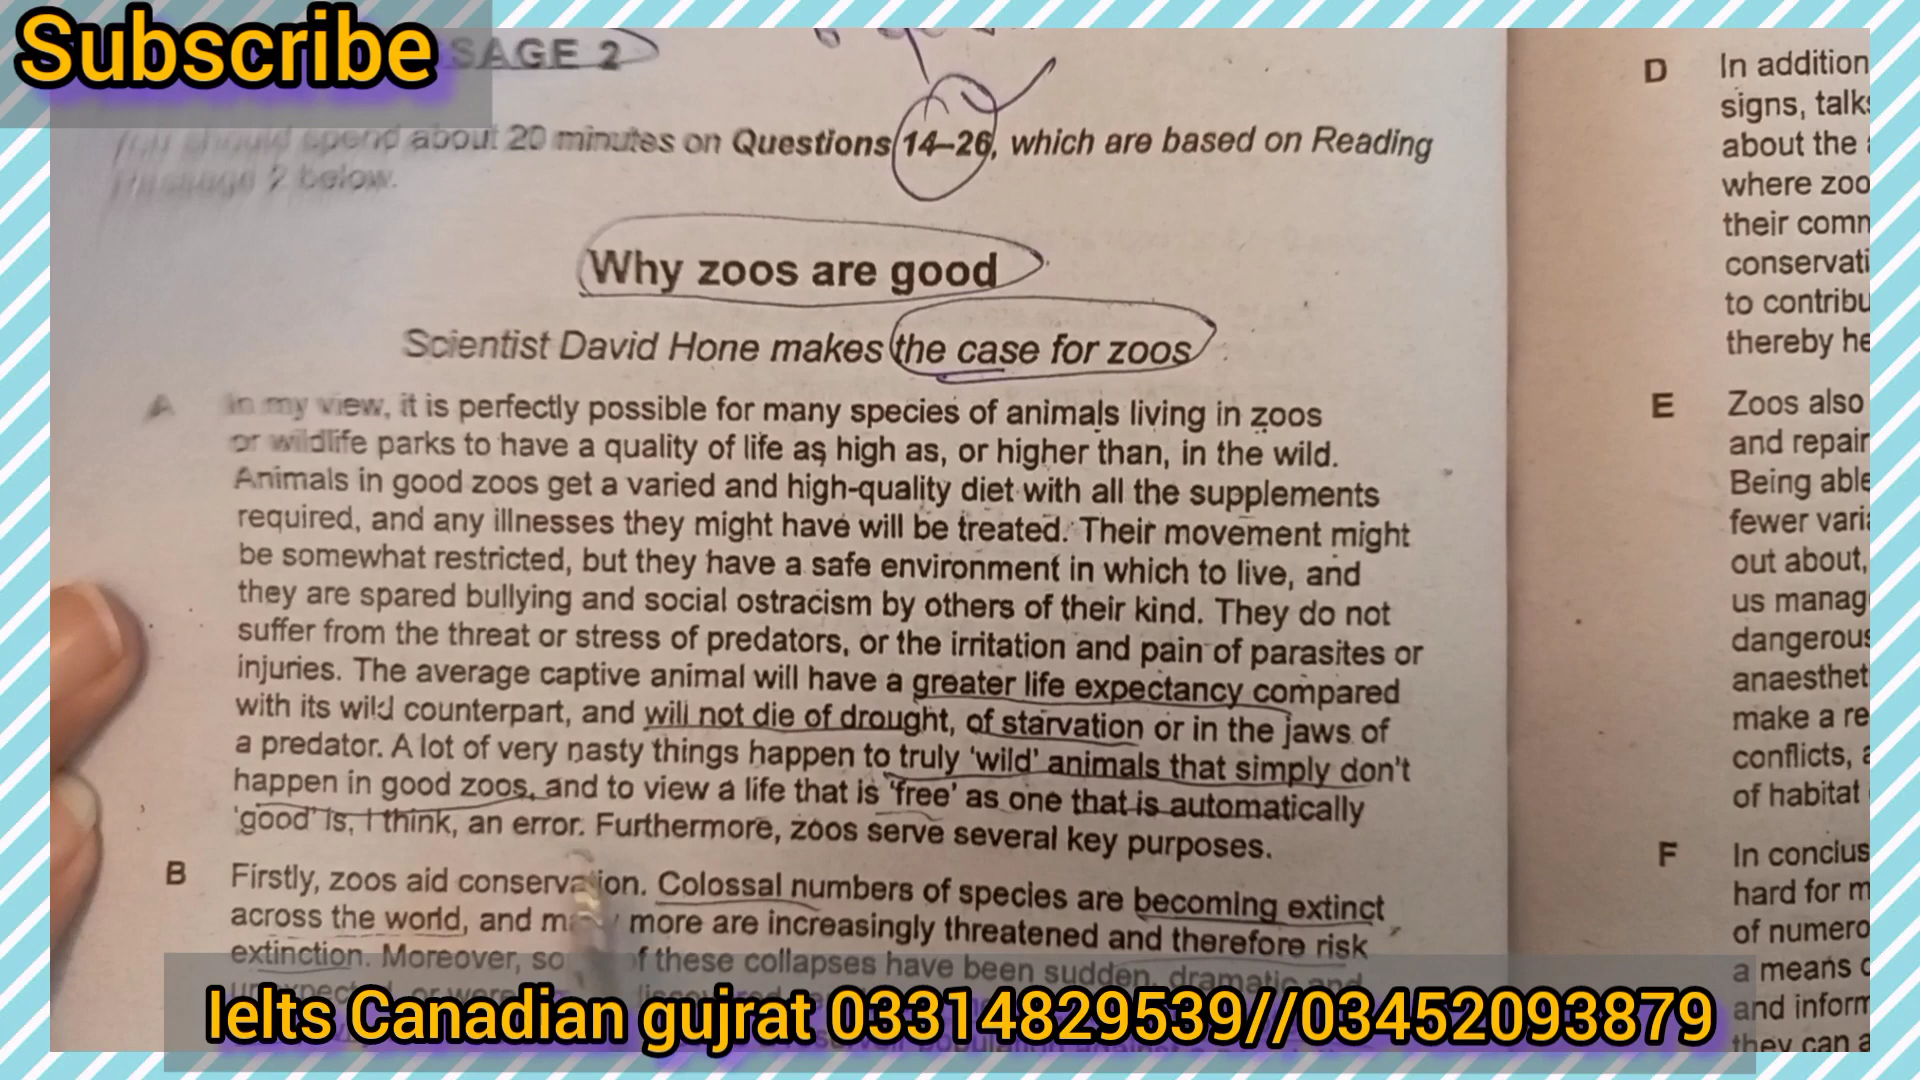 Subscribe
SAGE 2
You should spend about 20 minutes on Questions 14–26, which are based on Reading
Passage 2 below.
Why zoos are good
Scientist David Hone makes the case for zoos
A
In my view, it is perfectly possible for many species of animals living in zoos
or wildlife parks to have a quality of life as high as, or higher than, in the wild.
Animals in good zoos get a varied and high-quality diet with all the supplements
required, and any illnesses they might have will be treated. Their movement might
be somewhat restricted, but they have a safe environment in which to live, and
they are spared bullying and social ostracism by others of their kind. They do not
suffer from the threat or stress of predators, or the irritation and pain of parasites or
injuries. The average captive animal will have a greater life expectancy compared
with its wild counterpart, and will not die of drought, of starvation or in the jaws of
a predator. A lot of very nasty things happen to truly 'wild' animals that simply don't
happen in good zoos, and to view a life that is 'free' as one that is automatically
'good' is, I think, an error. Furthermore, zoos serve several key purposes.
B
Firstly, zoos aid conservation. Colossal numbers of species are becoming extinct
across the world, and more are increasingly threatened and therefore risk
extinction. Moreover, of these collapses have been sudden, dramatic and
Ielts Canadian gujrat 03314829539//03452093879
D
In addition
signs, talks
about the
where zoo
their comm
conservati
to contribu
thereby he
E
Zoos also
and repair
Being able
fewer vari
out about,
us manag
dangerous
anaesthet
make a re
conflicts, a
of habitat
F
In conclus
hard for m
of numero
a means o
and inform
they can a